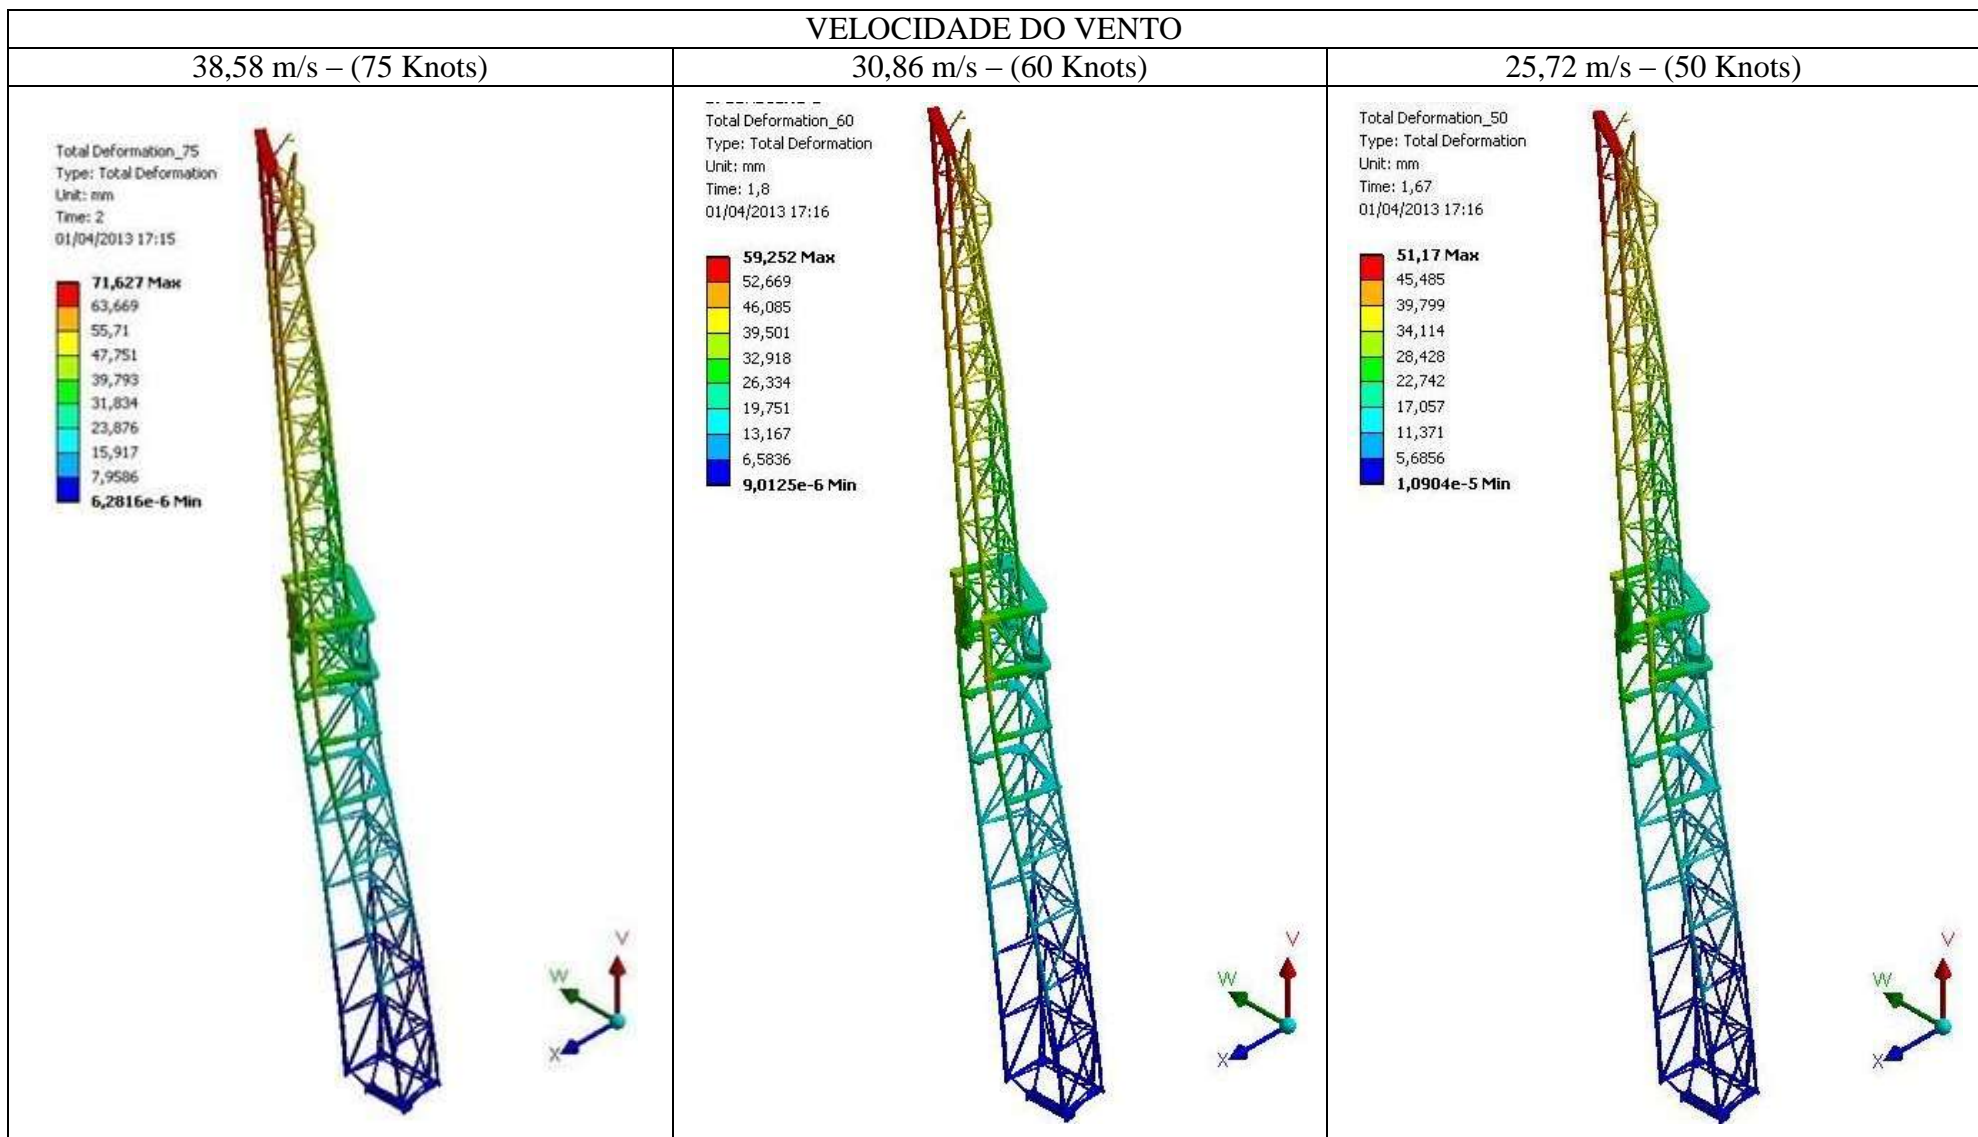 VELOCIDADE DO VENTO
38,58 m/s – (75 Knots)
30,86 m/s – (60 Knots)
25,72 m/s – (50 Knots)
Total Deformation_75
Type: Total Deformation
Unit: mm
Time: 2
01/04/2013 17:15
71,627 Max
63,669
55,71
47,751
39,793
31,834
23,876
15,917
7,9586
6,2816e-6 Min
V
W
X
Total Deformation_60
Type: Total Deformation
Unit: mm
Time: 1,8
01/04/2013 17:16
59,252 Max
52,669
46,085
39,501
32,918
26,334
19,751
13,167
6,5836
9,0125e-6 Min
V
W
X
Total Deformation_50
Type: Total Deformation
Unit: mm
Time: 1,67
01/04/2013 17:16
51,17 Max
45,485
39,799
34,114
28,428
22,742
17,057
11,371
5,6856
1,0904e-5 Min
V
W
X